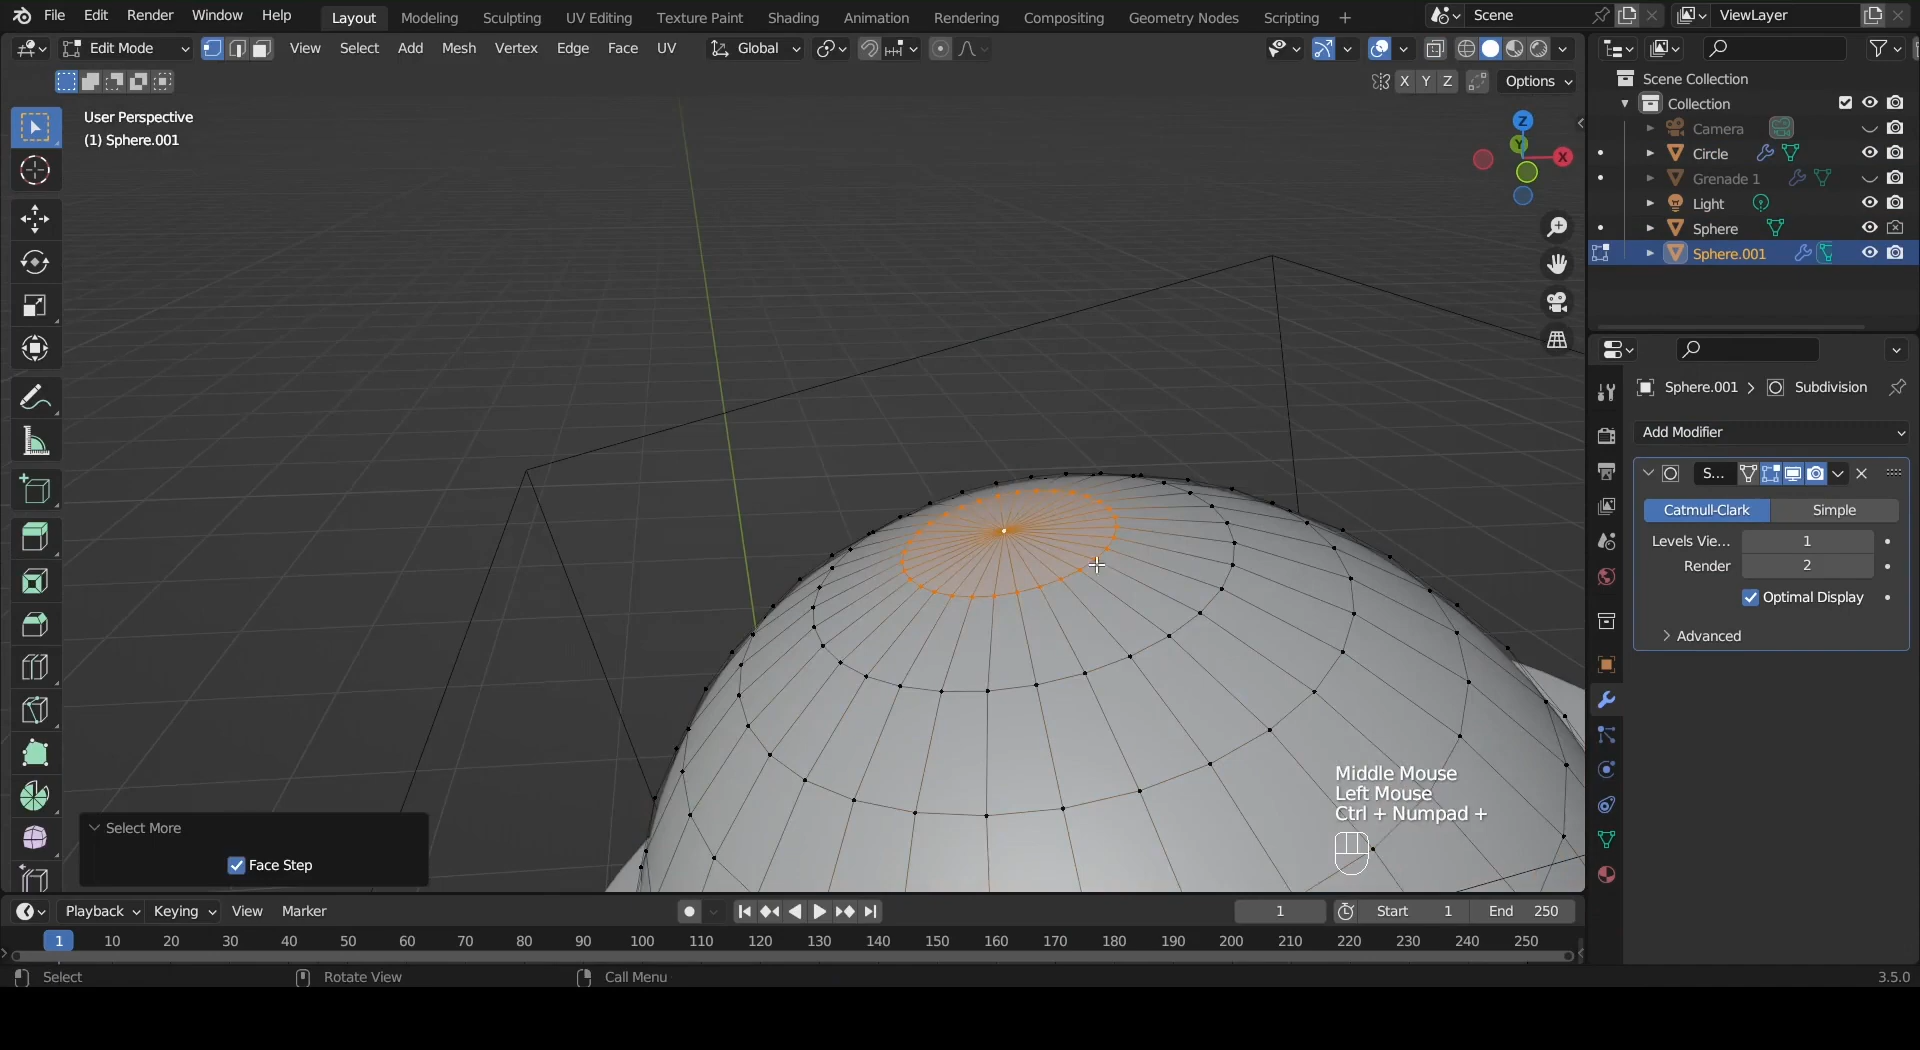 File Edit Render Window Help Layout Modeling Sculpting UV Editing Texture Paint Shading Animation Rendering Compositing Geometry Nodes Scripting + Scene ViewLayer
Edit Mode View Select Add Mesh Vertex Edge Face UV Global
X Y Z Options
User Perspective
(1) Sphere.001
Z
Y
X
Scene Collection
Collection
Camera
Circle
Grenade 1
Light
Sphere
Sphere.001
Sphere.001 > Subdivision
Add Modifier
S...
Catmull-Clark Simple
Levels Vie... 1
Render 2
Optimal Display
Advanced
Middle Mouse
Left Mouse
Ctrl + Numpad +
Select More
Face Step
Playback Keying View Marker 1 Start 1 End 250
1 10 20 30 40 50 60 70 80 90 100 110 120 130 140 150 160 170 180 190 200 210 220 230 240 250
Select Rotate View Call Menu 3.5.0